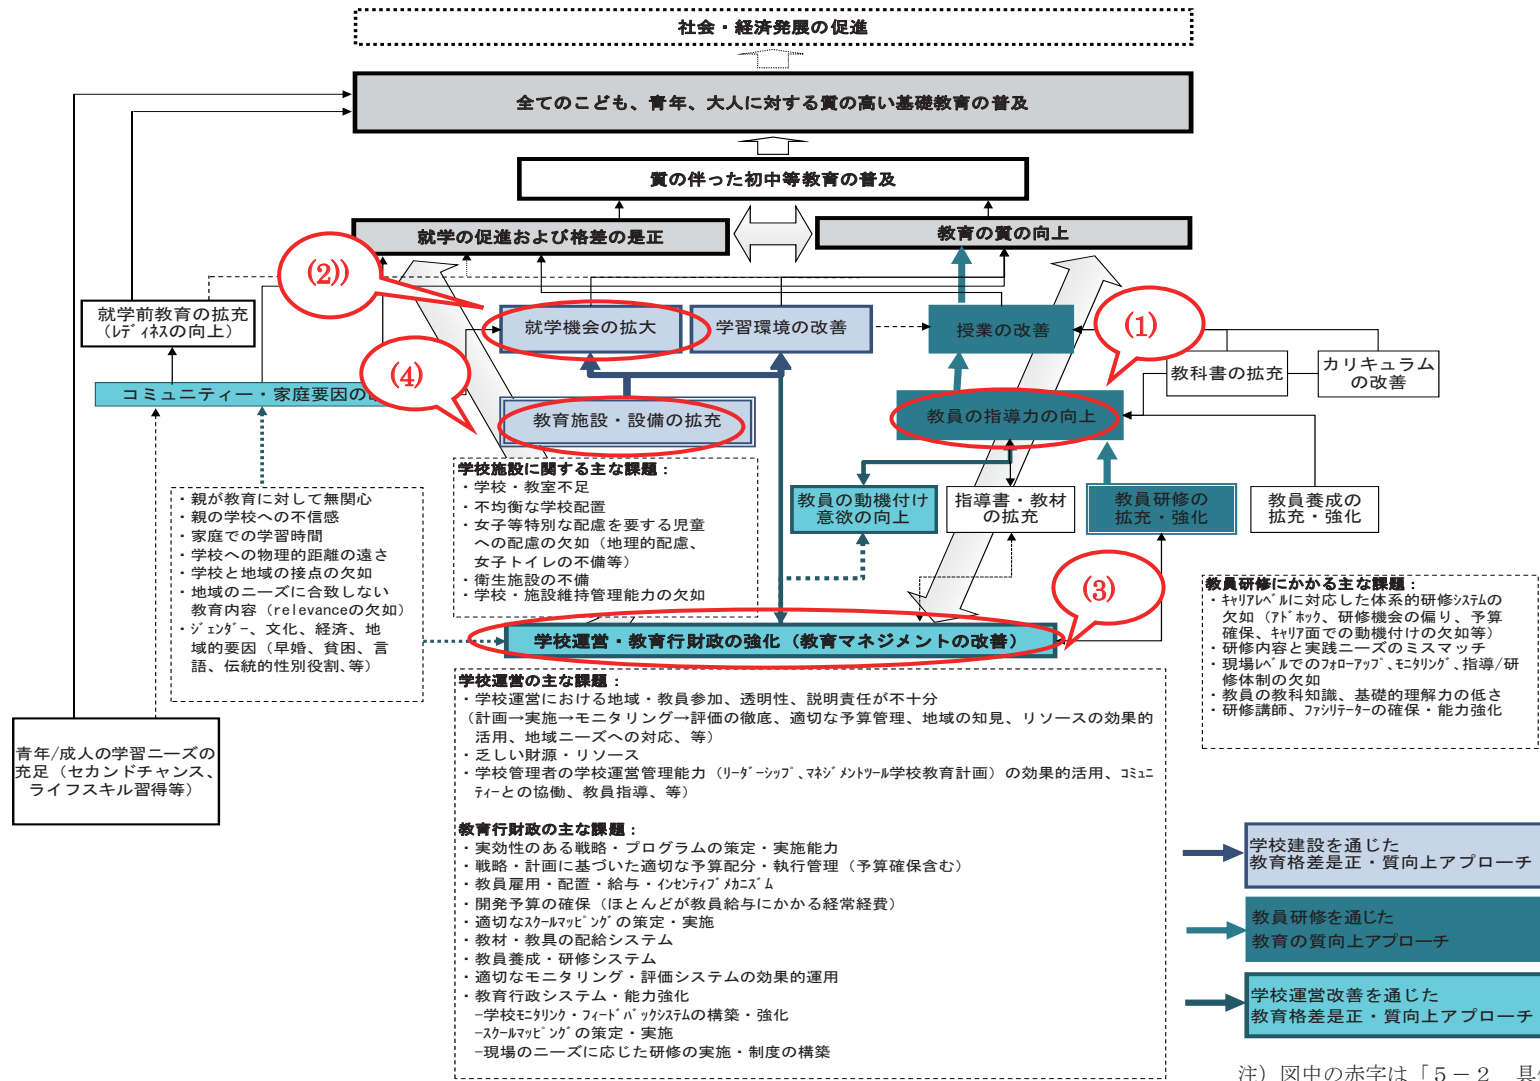 社会・経済発展の促進
全てのこども、青年、大人に対する質の高い基礎教育の普及
質の伴った初中等教育の普及
就学の促進および格差の是正
教育の質の向上
(2))
就学前教育の拡充
（ﾚﾃﾞｨﾈｽの向上）
就学機会の拡大
学習環境の改善
授業の改善
(1)
教科書の拡充
カリキュラム
の改善
(4)
コミュニティー・家庭要因の
教育施設・設備の拡充
教員の指導力の向上
・親が教育に対して無関心
・親の学校への不信感
・家庭での学習時間
・学校への物理的距離の遠さ
・学校と地域の接点の欠如
・地域のニーズに合致しない
教育内容（relevanceの欠如）
・ｼﾞｪﾝﾀﾞｰ、文化、経済、地
域的要因（早婚、貧困、言
語、伝統的性別役割、等）
学校施設に関する主な課題：
・学校・教室不足
・不均衡な学校配置
・女子等特別な配慮を要する児童
への配慮の欠如（地理的配慮、
女子トイレの不備等）
・衛生施設の不備
・学校・施設維持管理能力の欠如
教員の動機付け
意欲の向上
指導書・教材
の拡充
教員研修の
拡充・強化
教員養成の
拡充・強化
(3)
教員研修にかかる主な課題：
・ｷｬﾘｱﾚﾍﾞﾙに対応した体系的研修システムの
欠如（ｱﾄﾞﾎｯｸ、研修機会の偏り、予算
確保、ｷｬﾘｱ面での動機付けの欠如等）
・研修内容と実践ニーズのミスマッチ
・現場ﾚﾍﾞﾙでのﾌｫﾛｰｱｯﾌﾟ、ﾓﾆﾀﾘﾝｸﾞ、指導/研
修体制の欠如
・教員の教科知識、基礎的理解力の低さ
・研修講師、ﾌｧｼﾘﾃｰﾀｰの確保・能力強化
学校運営・教育行財政の強化（教育マネジメントの改善）
学校運営の主な課題：
・学校運営における地域・教員参加、透明性、説明責任が不十分
（計画→実施→モニタリング→評価の徹底、適切な予算管理、地域の知見、リソースの効果的
活用、地域ニーズへの対応、等）
・乏しい財源・リソース
・学校管理者の学校運営管理能力（ﾘｰﾀﾞｰｼｯﾌﾟ、ﾏﾈｼﾞﾒﾝﾄﾂｰﾙ学校教育計画）の効果的活用、ｺﾐｭﾆ
ﾃｨｰとの協働、教員指導、等）
教育行財政の主な課題：
・実効性のある戦略・プログラムの策定・実施能力
・戦略・計画に基づいた適切な予算配分・執行管理（予算確保含む）
・教員雇用・配置・給与・ｲﾝｾﾝﾃｨﾌﾞﾒｶﾆｽﾞﾑ
・開発予算の確保（ほとんどが教員給与にかかる経常経費）
・適切なｽｸｰﾙﾏｯﾋﾟﾝｸﾞの策定・実施
・教材・教具の配給システム
・教員養成・研修システム
・適切なモニタリング・評価システムの効果的運用
・教育行政システム・能力強化
−学校ﾓﾆﾀﾘﾝｸ・ﾌｨｰﾄﾞﾊﾞｯｸｼｽﾃﾑの構築・強化
−ｽｸｰﾙﾏｯﾋﾟﾝｸﾞの策定・実施
−現場のニーズに応じた研修の実施・制度の構築
青年/成人の学習ニーズの
充足（セカンドチャンス、
ライフスキル習得等）
学校建設を通じた
教育格差是正・質向上アプローチ
教員研修を通じた
教育の質向上アプローチ
学校運営改善を通じた
教育格差是正・質向上アプローチ
注）図中の赤字は「５－２　具